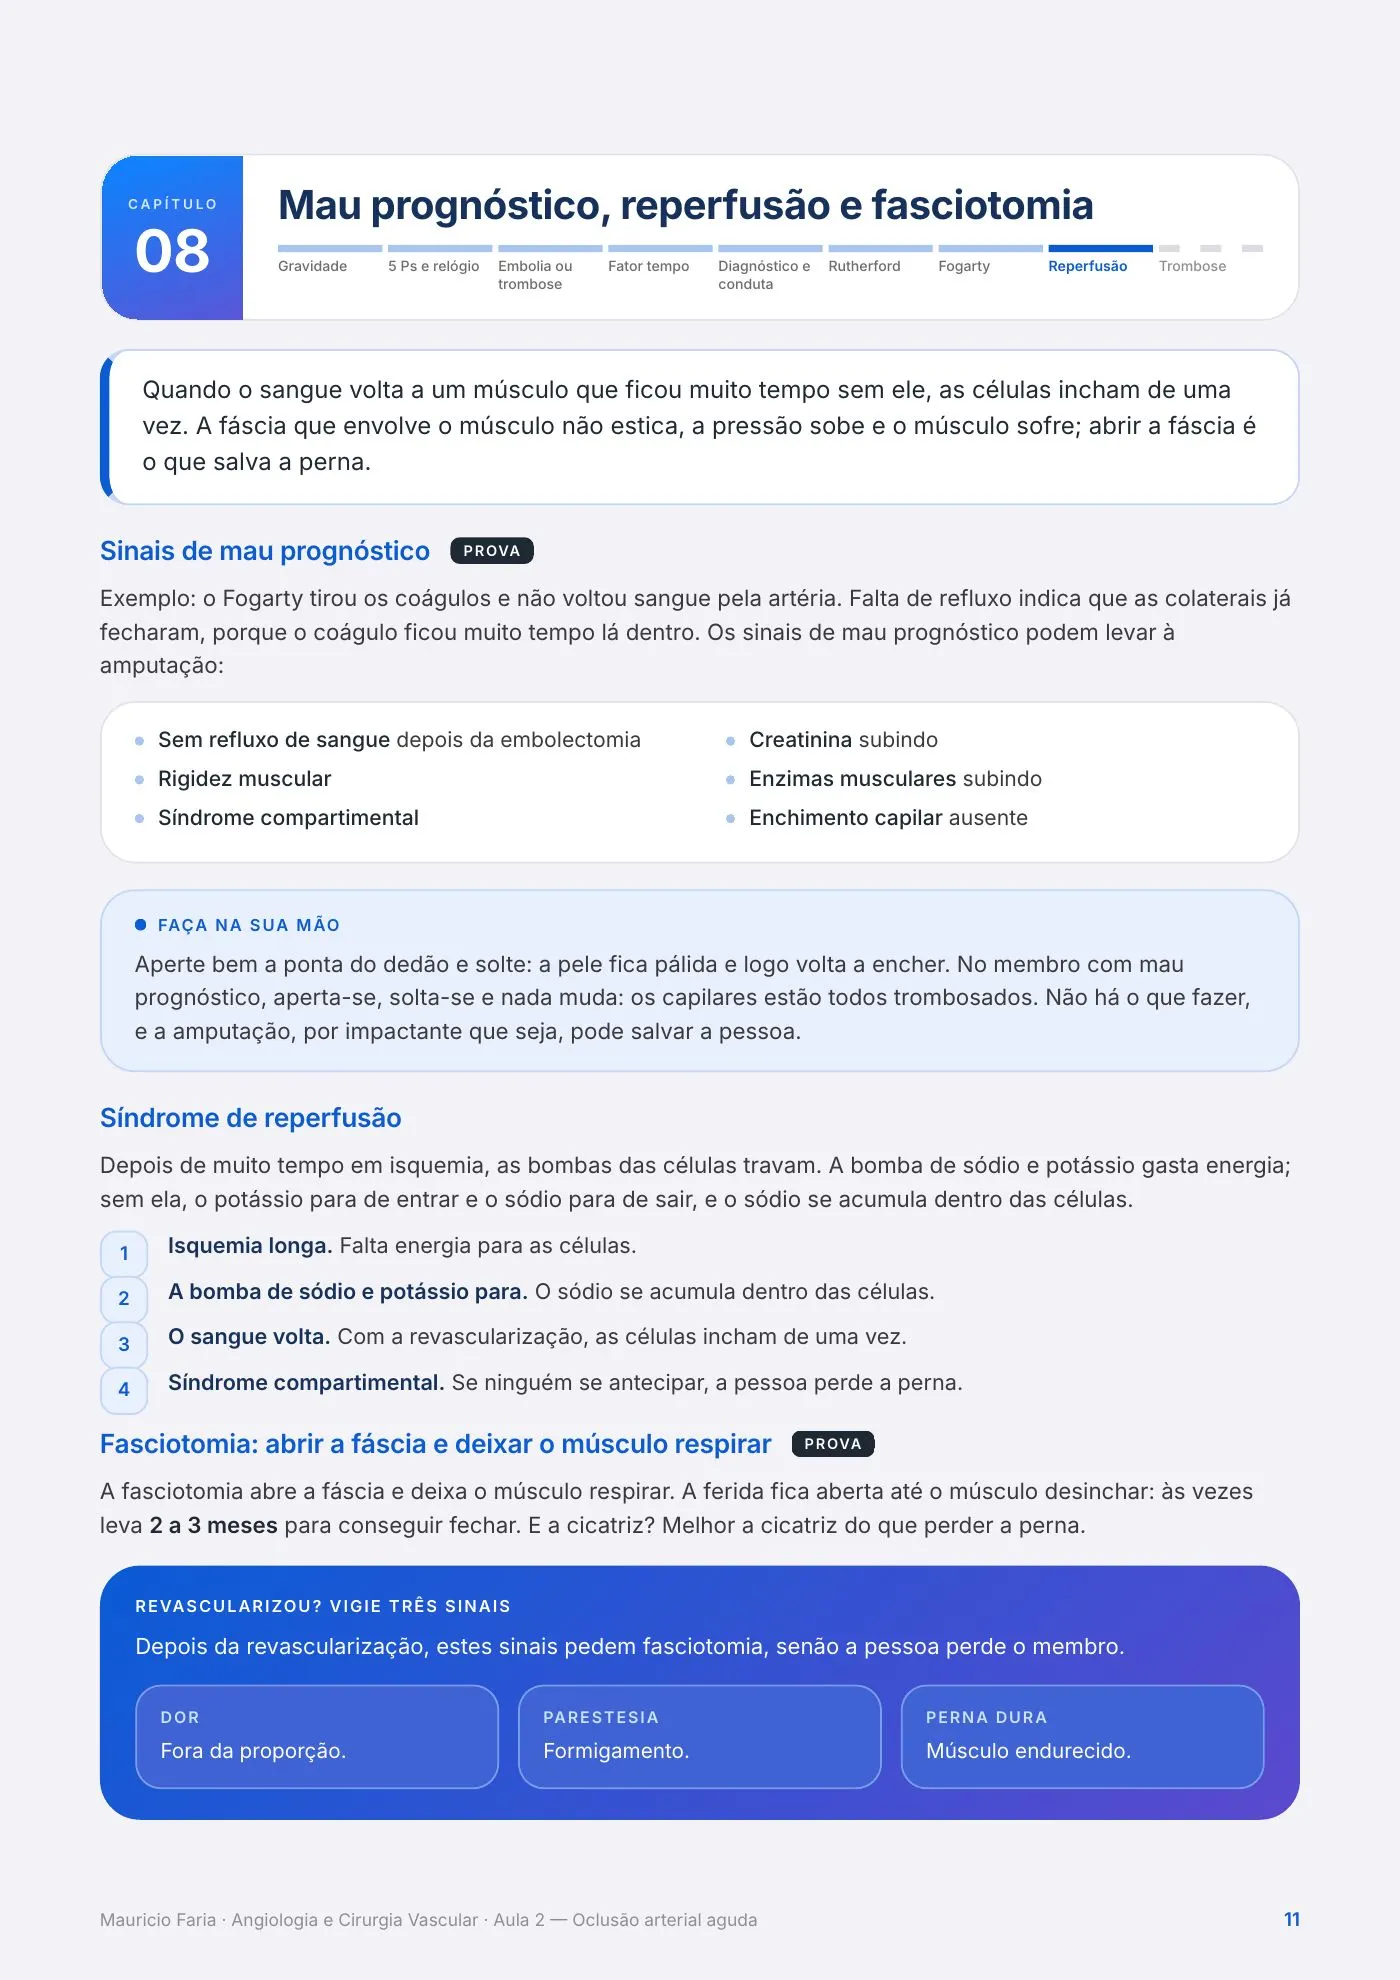 CAPÍTULO
08
Mau prognóstico, reperfusão e fasciotomia
Gravidade
5 Ps e relógio
Embolia ou
trombose
Fator tempo
Diagnóstico e
conduta
Rutherford
Fogarty
Reperfusão
Trombose
Quando o sangue volta a um músculo que ficou muito tempo sem ele, as células incham de uma
vez. A fáscia que envolve o músculo não estica, a pressão sobe e o músculo sofre; abrir a fáscia é
o que salva a perna.
Sinais de mau prognóstico PROVA
Exemplo: o Fogarty tirou os coágulos e não voltou sangue pela artéria. Falta de refluxo indica que as colaterais já
fecharam, porque o coágulo ficou muito tempo lá dentro. Os sinais de mau prognóstico podem levar à
amputação:
Sem refluxo de sangue depois da embolectomia
Rigidez muscular
Síndrome compartimental
Creatinina subindo
Enzimas musculares subindo
Enchimento capilar ausente
FAÇA NA SUA MÃO
Aperte bem a ponta do dedão e solte: a pele fica pálida e logo volta a encher. No membro com mau
prognóstico, aperta-se, solta-se e nada muda: os capilares estão todos trombosados. Não há o que fazer,
e a amputação, por impactante que seja, pode salvar a pessoa.
Síndrome de reperfusão
Depois de muito tempo em isquemia, as bombas das células travam. A bomba de sódio e potássio gasta energia;
sem ela, o potássio para de entrar e o sódio para de sair, e o sódio se acumula dentro das células.
1 Isquemia longa. Falta energia para as células.
2 A bomba de sódio e potássio para. O sódio se acumula dentro das células.
3 O sangue volta. Com a revascularização, as células incham de uma vez.
4 Síndrome compartimental. Se ninguém se antecipar, a pessoa perde a perna.
Fasciotomia: abrir a fáscia e deixar o músculo respirar PROVA
A fasciotomia abre a fáscia e deixa o músculo respirar. A ferida fica aberta até o músculo desinchar: às vezes
leva 2 a 3 meses para conseguir fechar. E a cicatriz? Melhor a cicatriz do que perder a perna.
REVASCULARIZOU? VIGIE TRÊS SINAIS
Depois da revascularização, estes sinais pedem fasciotomia, senão a pessoa perde o membro.
DOR
Fora da proporção.
PARESTESIA
Formigamento.
PERNA DURA
Músculo endurecido.
Mauricio Faria · Angiologia e Cirurgia Vascular · Aula 2 — Oclusão arterial aguda
11